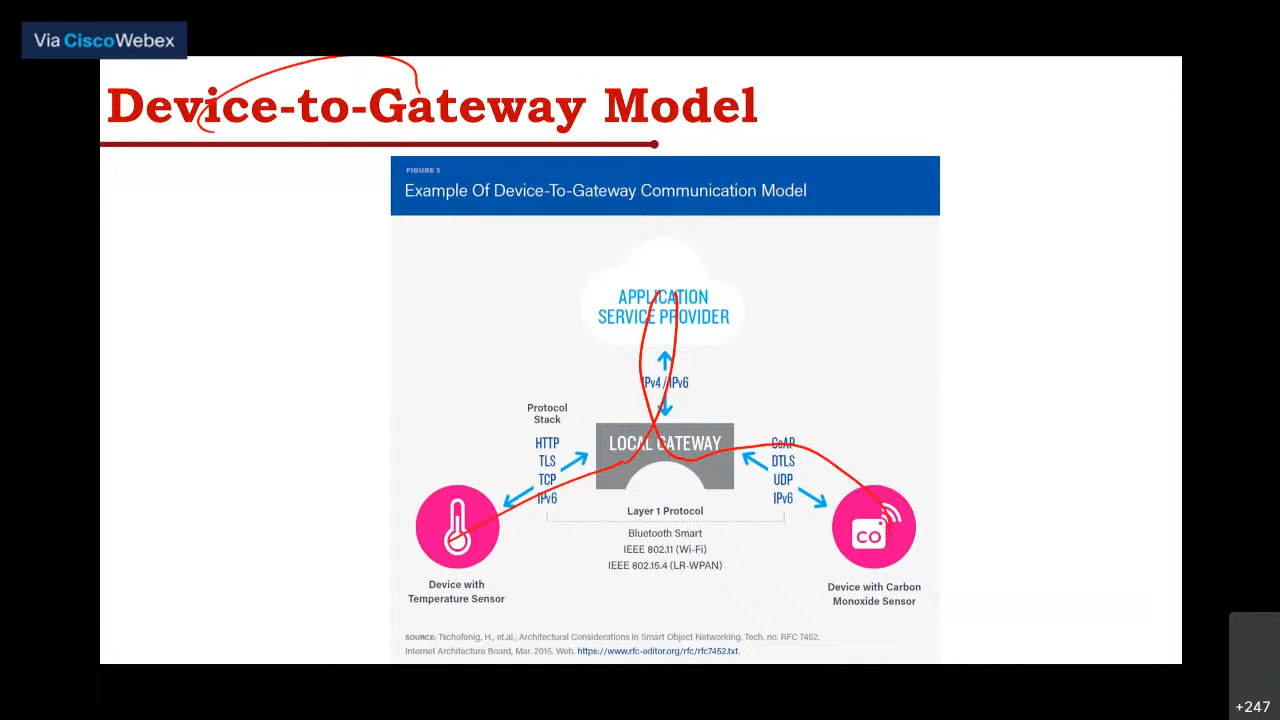 Via CiscoWebex
Device-to-Gateway Model
FIGURE 3
Example Of Device-To-Gateway Communication Model
APPLICATION
SERVICE PROVIDER
IPv4 / IPv6
Protocol
Stack
HTTP
TLS
TCP
IPv6
LOCAL GATEWAY
CoAP
DTLS
UDP
IPv6
Layer 1 Protocol
Bluetooth Smart
IEEE 802.11 (Wi-Fi)
IEEE 802.15.4 (LR-WPAN)
CO
Device with
Temperature Sensor
Device with Carbon
Monoxide Sensor
SOURCE: Tschofenig, H., et.al., Architectural Considerations in Smart Object Networking. Tech. no. RFC 7452.
Internet Architecture Board, Mar. 2015. Web. https://www.rfc-editor.org/rfc/rfc7452.txt.
+247